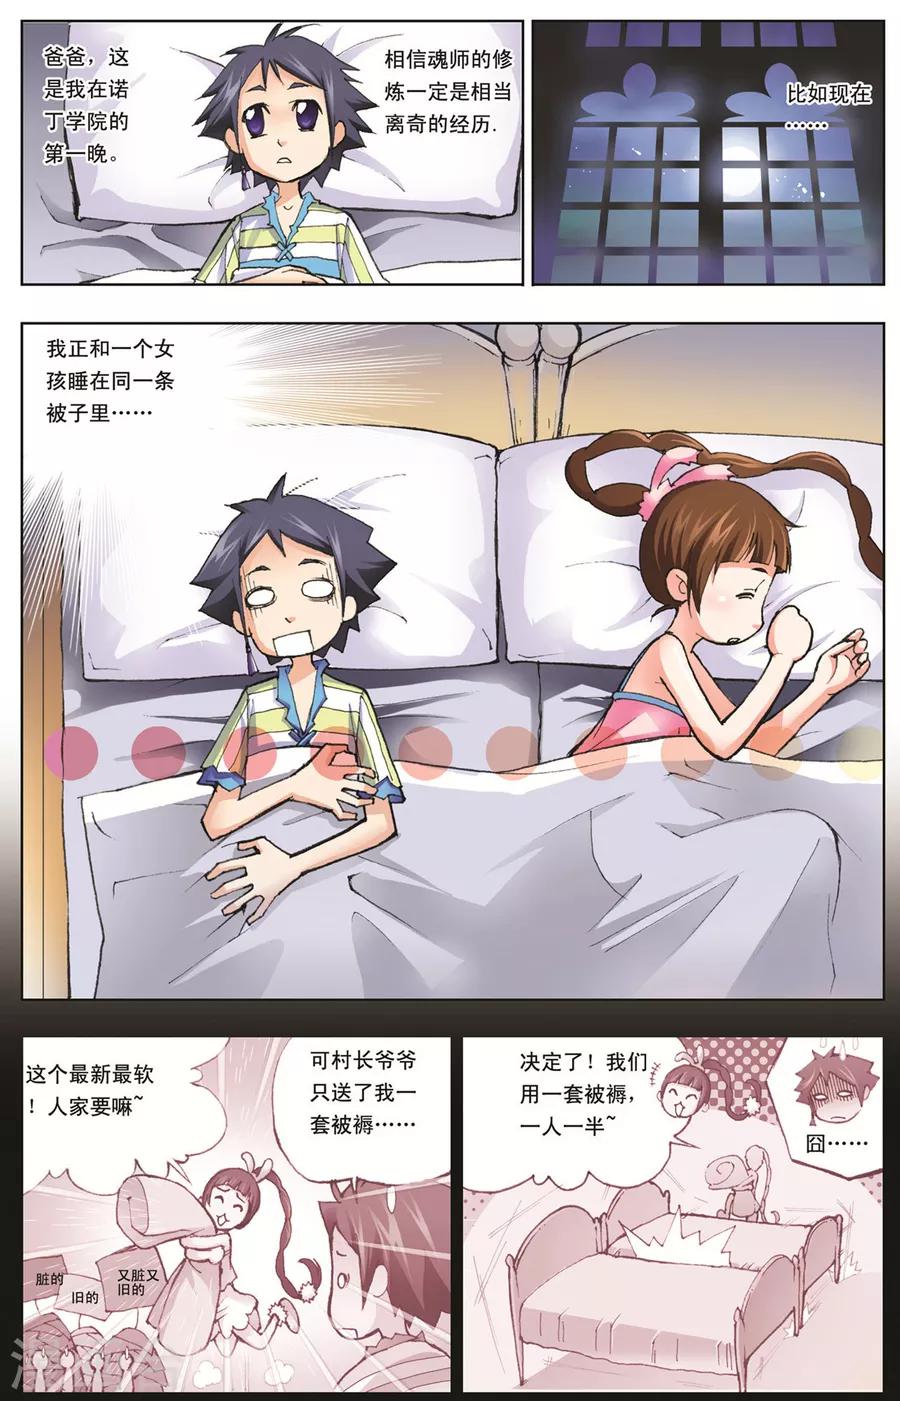 爸爸，这
是我在诺
丁学院的
第一晚。
相信魂师的修
炼一定是相当
离奇的经历.
比如现在
……
我正和一个女
孩睡在同一条
被子里……
这个最新最软
！人家要嘛~
可村长爷爷
只送了我一
套被褥……
脏的
旧的
又脏又
旧的
决定了！我们
用一套被褥，
一人一半~
囧……